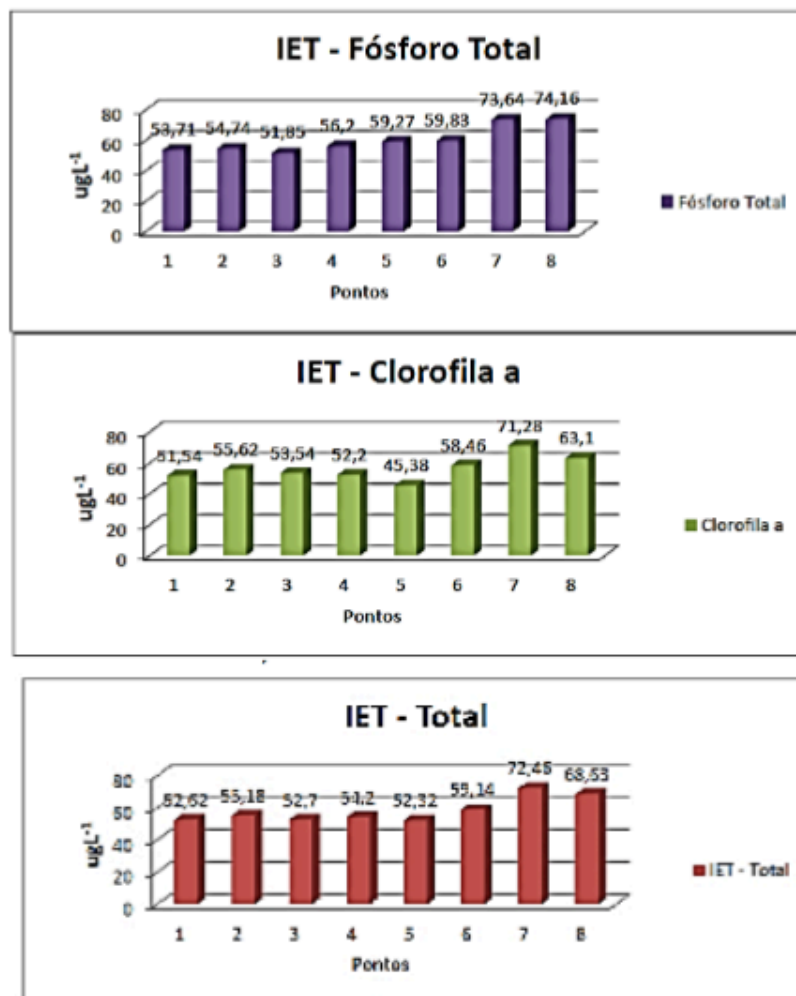 IET - Fósforo Total
53,71 54,74 51,85 56,2 59,27 59,83 73,64 74,16
80
60
40
20
0
ugL-1
1 2 3 4 5 6 7 8
Pontos
Fósforo Total
IET - Clorofila a
51,54 55,62 53,54 52,2 45,38 58,46 71,28 63,1
80
60
40
20
0
ugL-1
1 2 3 4 5 6 7 8
Pontos
Clorofila a
IET - Total
52,62 55,18 52,7 54,2 52,32 59,14 72,46 68,63
80
60
40
20
0
ugL-1
1 2 3 4 5 6 7 8
Pontos
IET - Total